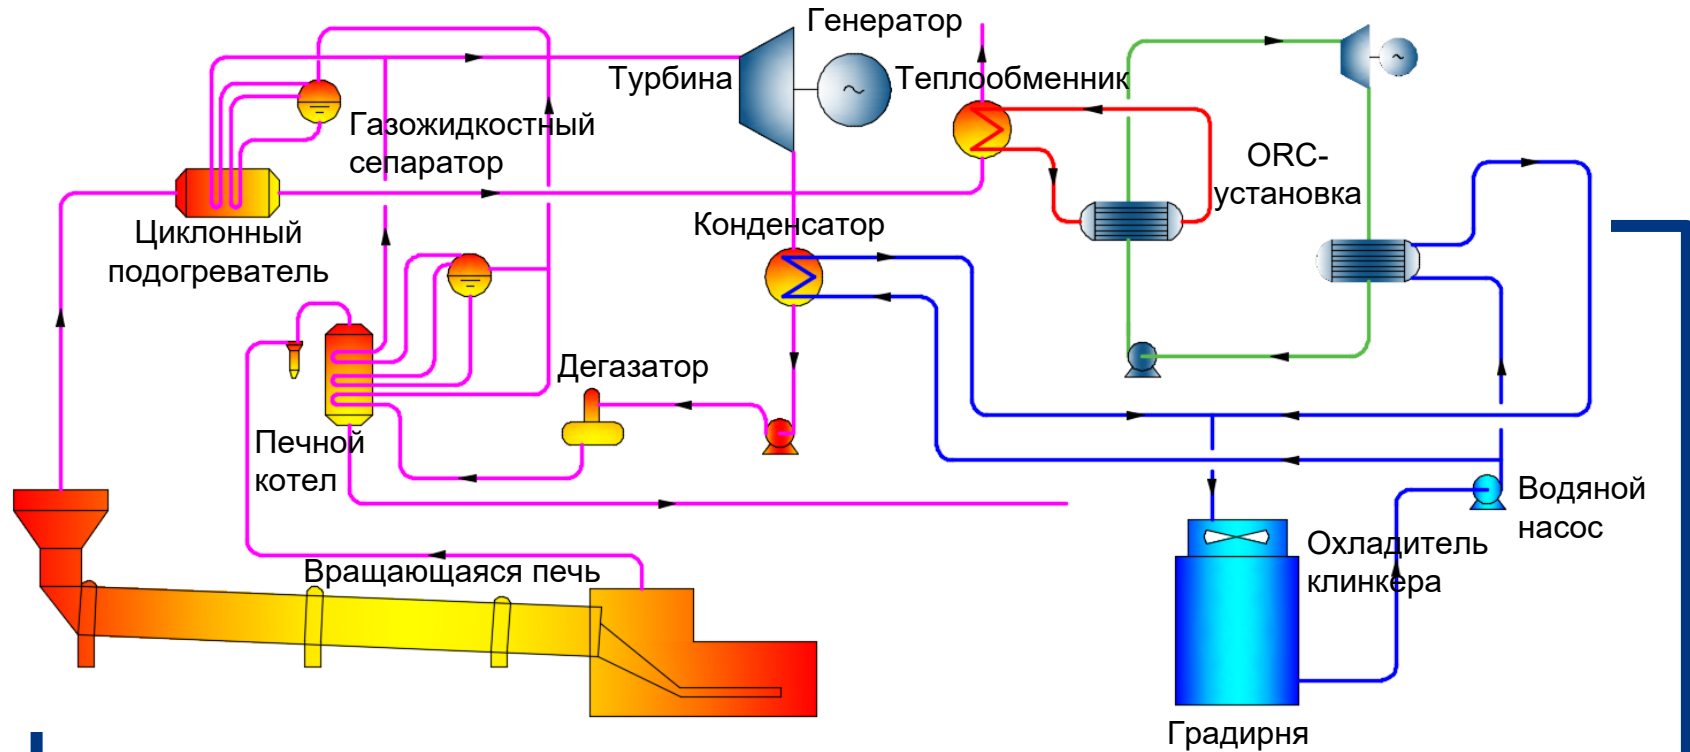 Генератор
Турбина
Теплообменник
Газожидкостный
сепаратор
ORC-
установка
Циклонный
подогреватель
Конденсатор
Дегазатор
Печной
котел
Водяной
насос
Охладитель
клинкера
Вращающаяся печь
Градирня